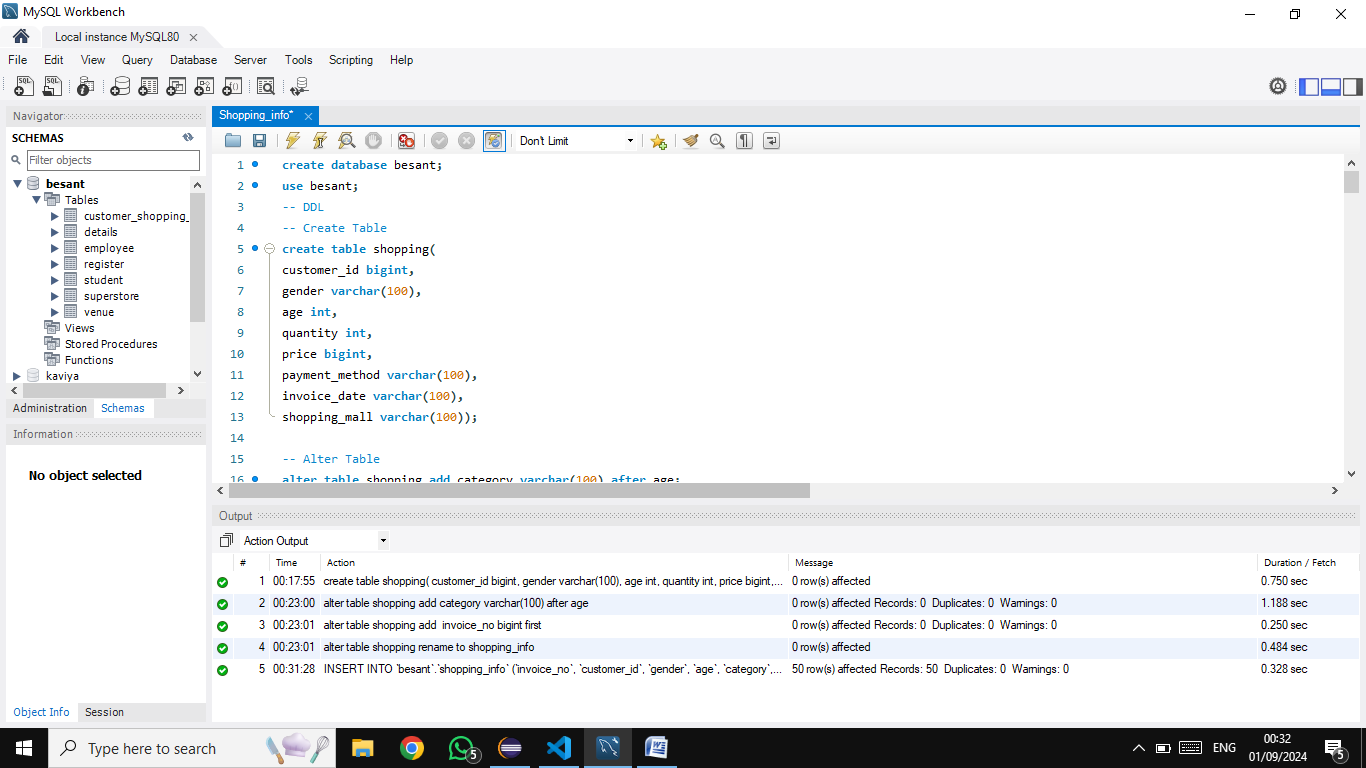 MySQL Workbench
Local instance MySQL80
File Edit View Query Database Server Tools Scripting Help
Navigator
SCHEMAS
Filter objects
besant
Tables
customer_shopping_
details
employee
register
student
superstore
venue
Views
Stored Procedures
Functions
kaviya
Administration Schemas
Information
No object selected
Object Info Session
Shopping_info*
Don't Limit
1 create database besant;
2 use besant;
3 -- DDL
4 -- Create Table
5 create table shopping(
6 customer_id bigint,
7 gender varchar(100),
8 age int,
9 quantity int,
10 price bigint,
11 payment_method varchar(100),
12 invoice_date varchar(100),
13 shopping_mall varchar(100));
14
15 -- Alter Table
16 alter table shopping add category varchar(100) after age;
Output
Action Output
# Time Action Message Duration / Fetch
1 00:17:55 create table shopping( customer_id bigint, gender varchar(100), age int, quantity int, price bigint,... 0 row(s) affected 0.750 sec
2 00:23:00 alter table shopping add category varchar(100) after age 0 row(s) affected Records: 0 Duplicates: 0 Warnings: 0 1.188 sec
3 00:23:01 alter table shopping add invoice_no bigint first 0 row(s) affected Records: 0 Duplicates: 0 Warnings: 0 0.250 sec
4 00:23:01 alter table shopping rename to shopping_info 0 row(s) affected 0.484 sec
5 00:31:28 INSERT INTO `besant`.`shopping_info` (`invoice_no`, `customer_id`, `gender`, `age`, `category`,... 50 row(s) affected Records: 50 Duplicates: 0 Warnings: 0 0.328 sec
Type here to search
5
ENG
00:32
01/09/2024
5